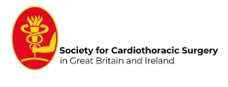 Society for Cardiothoracic Surgery
in Great Britain and Ireland